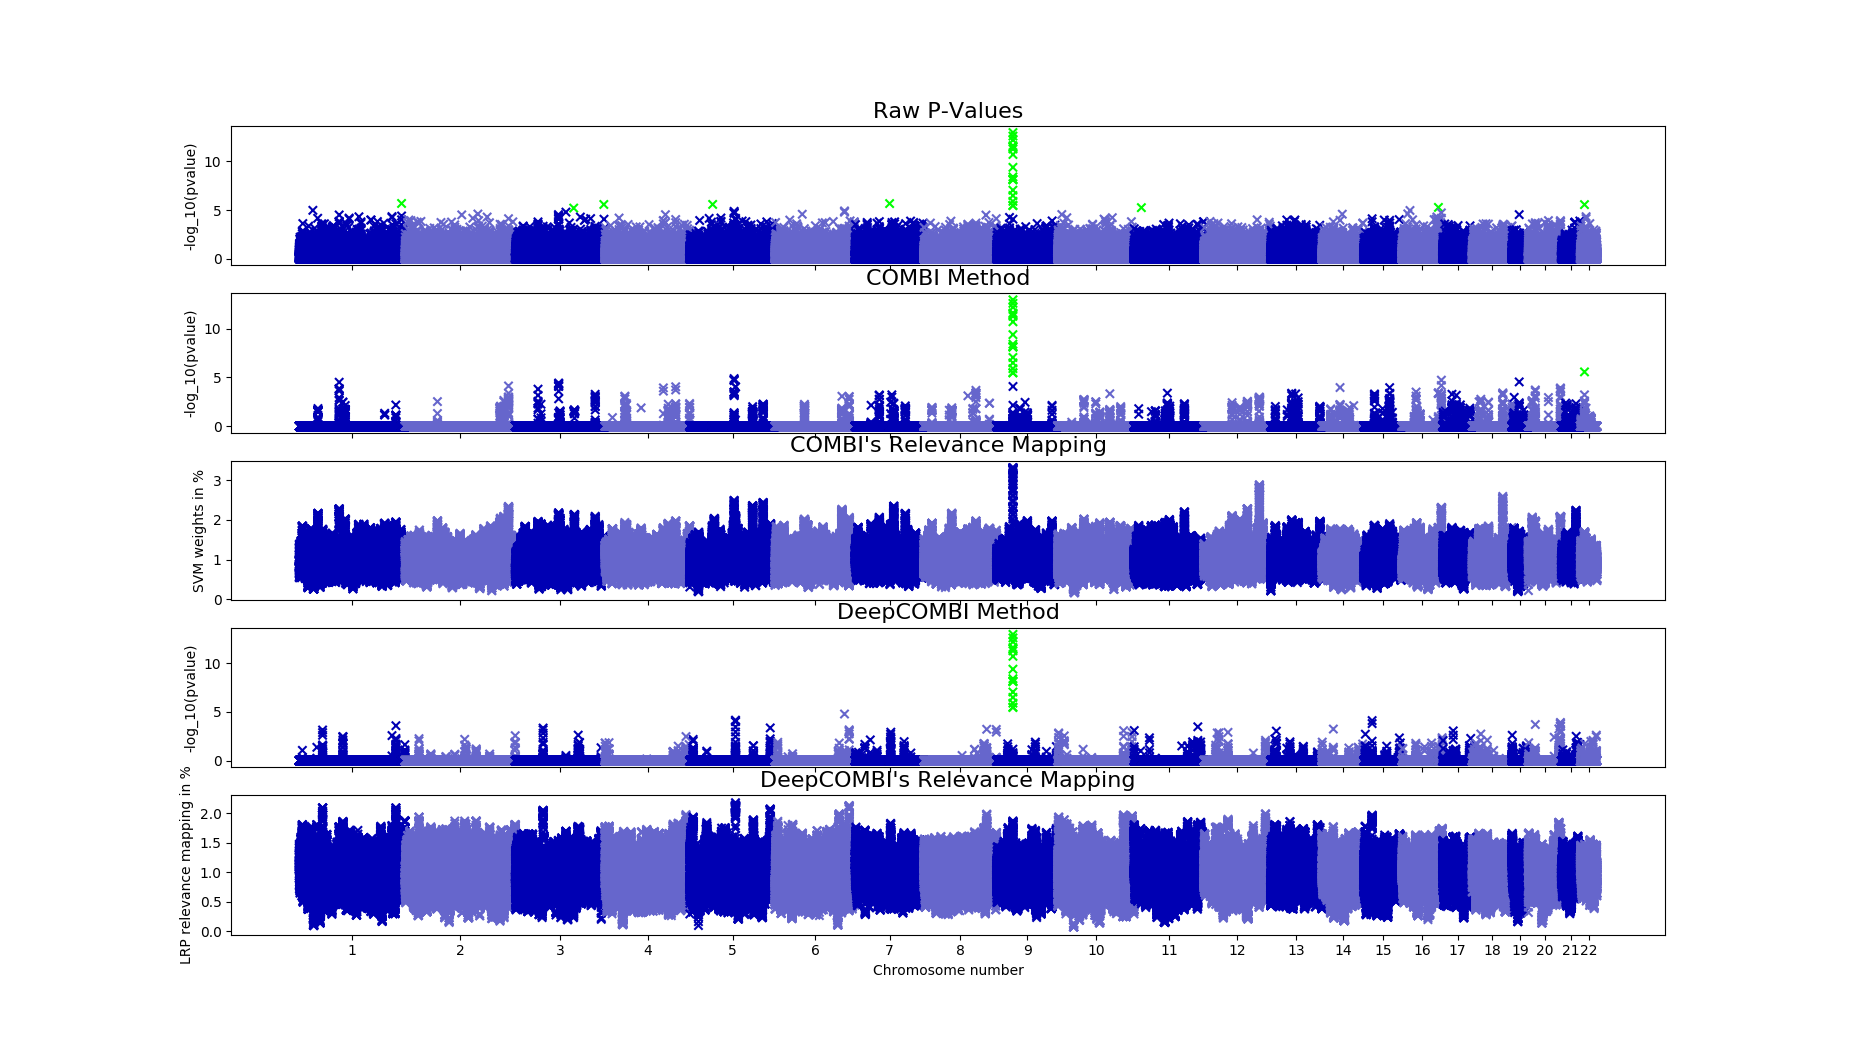 Raw P-Values
-log_10(pvalue)
10
5
0
COMBI Method
-log_10(pvalue)
10
5
0
COMBI's Relevance Mapping
SVM weights in %
3
2
1
0
DeepCOMBI Method
-log_10(pvalue)
10
5
0
DeepCOMBI's Relevance Mapping
LRP relevance mapping in %
2.0
1.5
1.0
0.5
0.0
1 2 3 4 5 6 7 8 9 10 11 12 13 14 15 16 17 18 19 20 21 22
Chromosome number